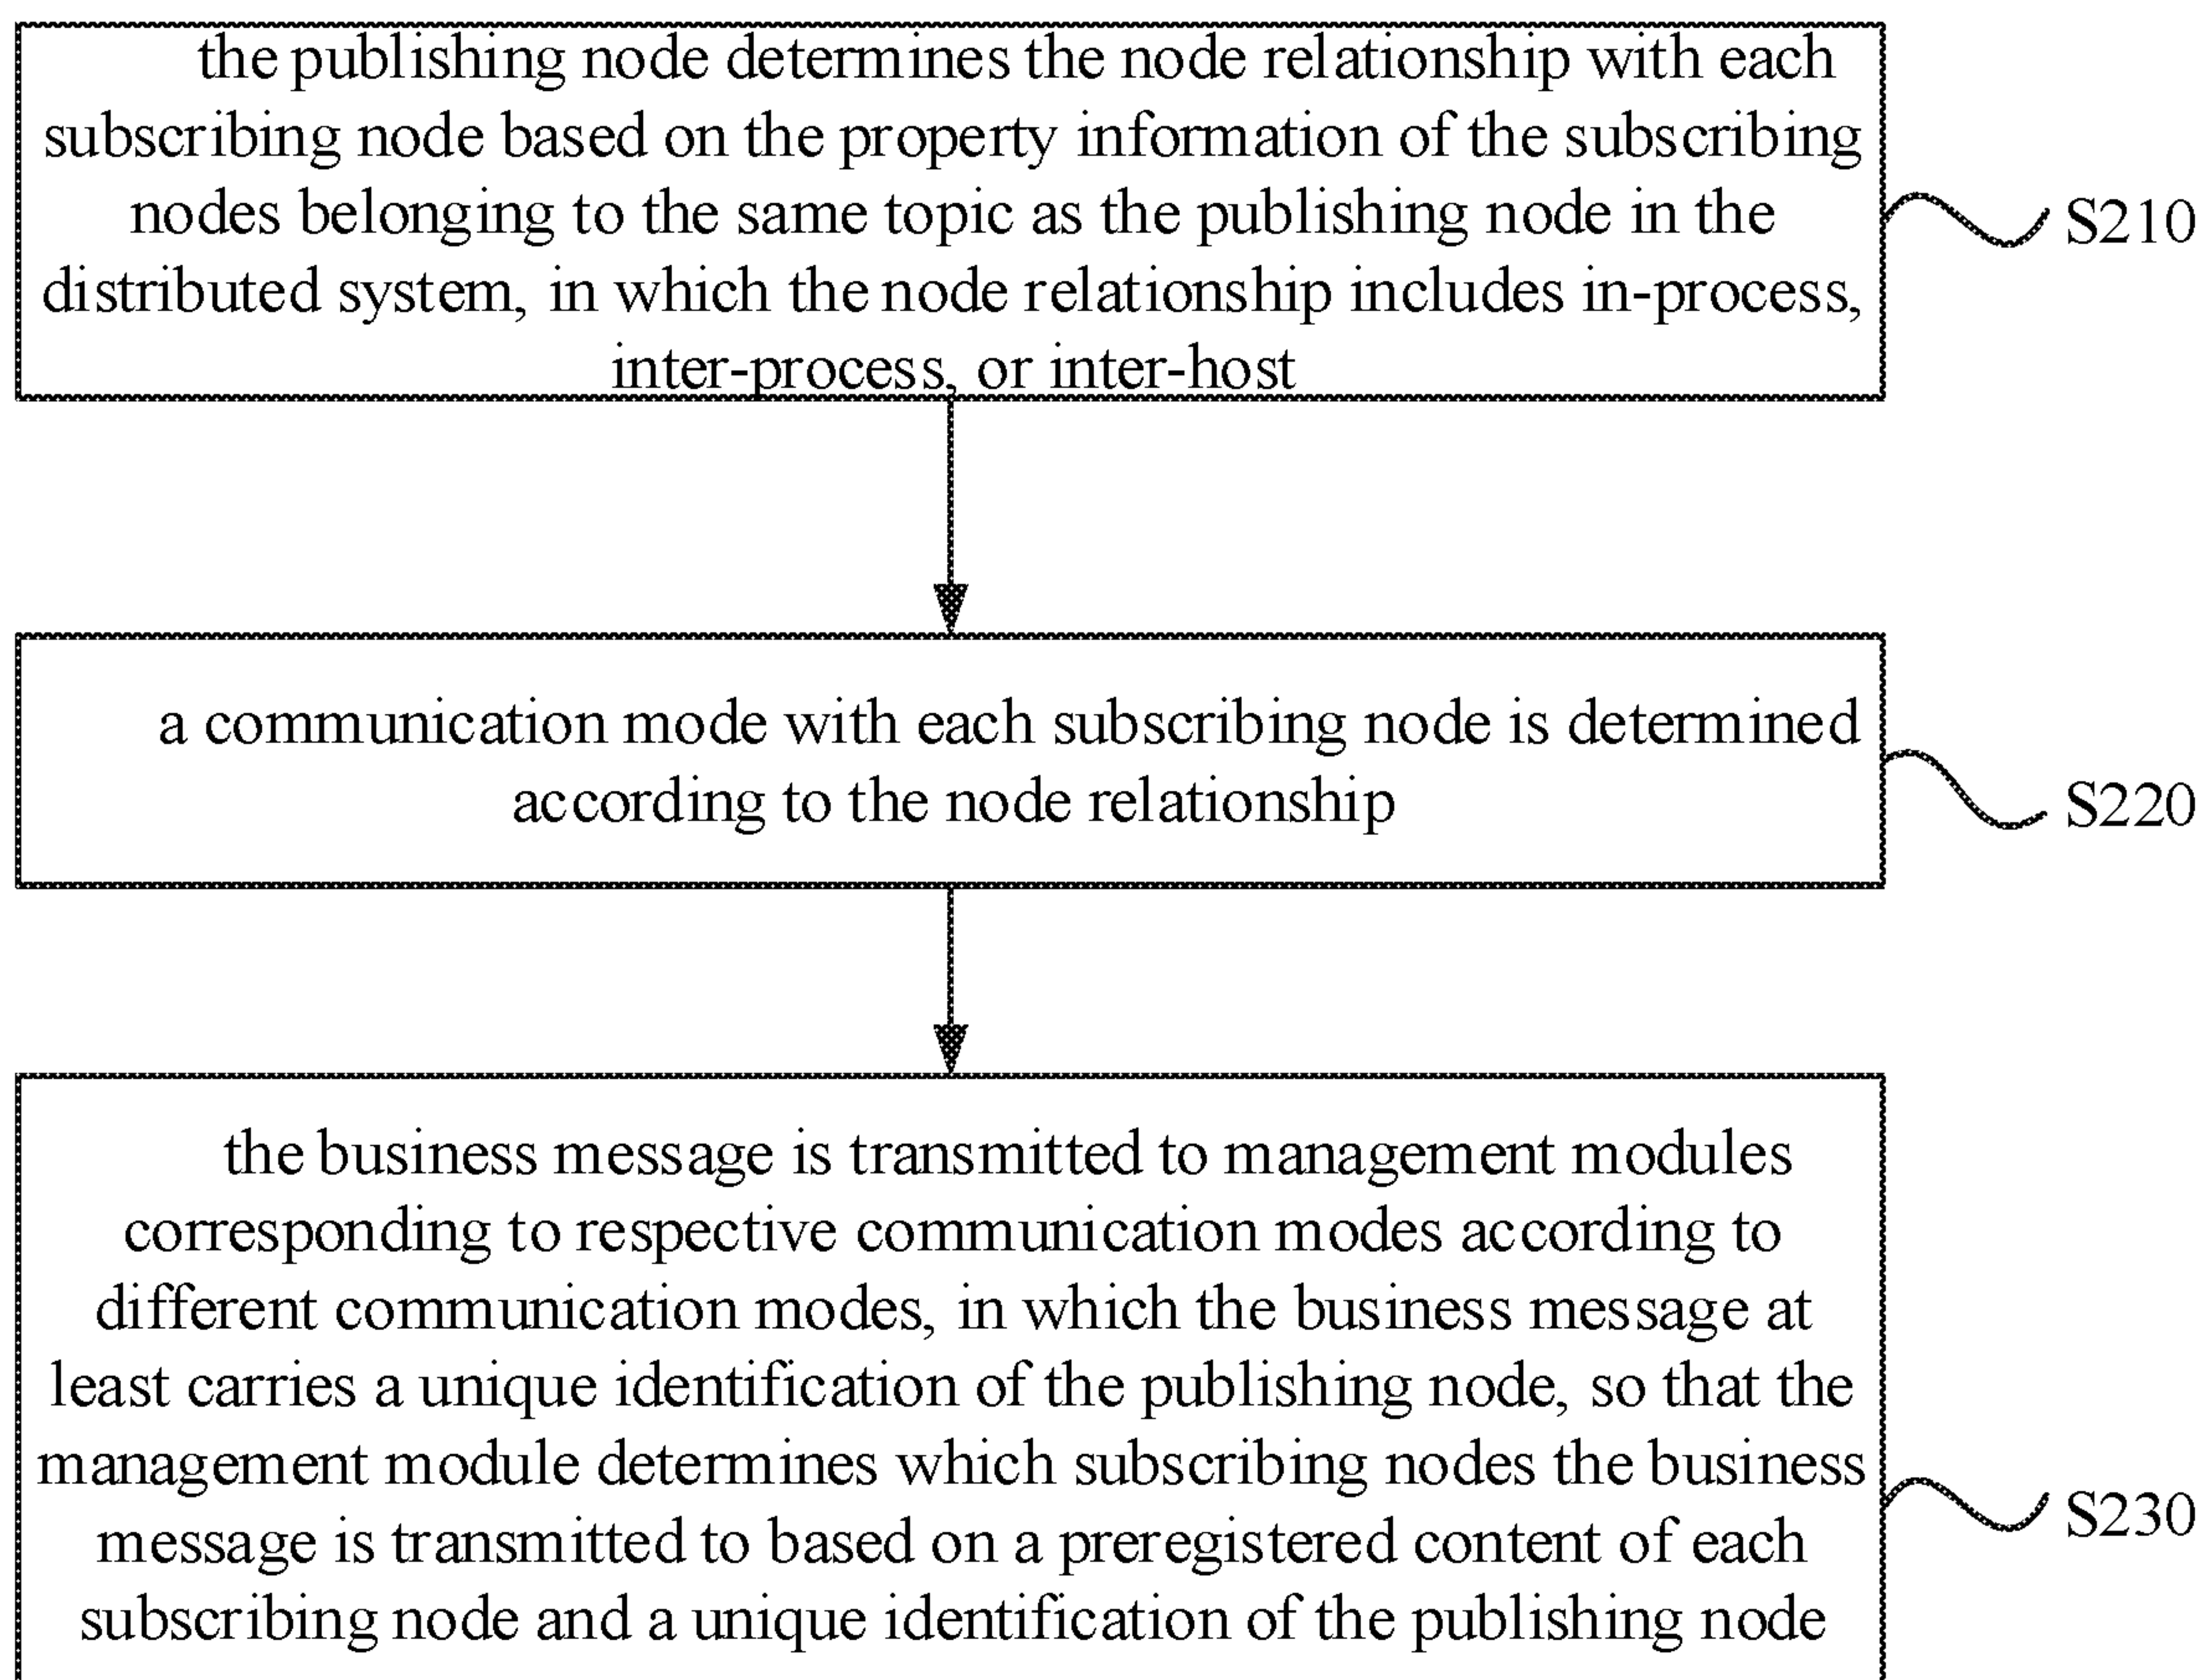 the publishing node determines the node relationship with each
subscribing node based on the property information of the subscribing
nodes belonging to the same topic as the publishing node in the
distributed system, in which the node relationship includes in-process,
inter-process, or inter-host
S210
a communication mode with each subscribing node is determined
according to the node relationship
S220
the business message is transmitted to management modules
corresponding to respective communication modes according to
different communication modes, in which the business message at
least carries a unique identification of the publishing node, so that the
management module determines which subscribing nodes the business
message is transmitted to based on a preregistered content of each
subscribing node and a unique identification of the publishing node
S230